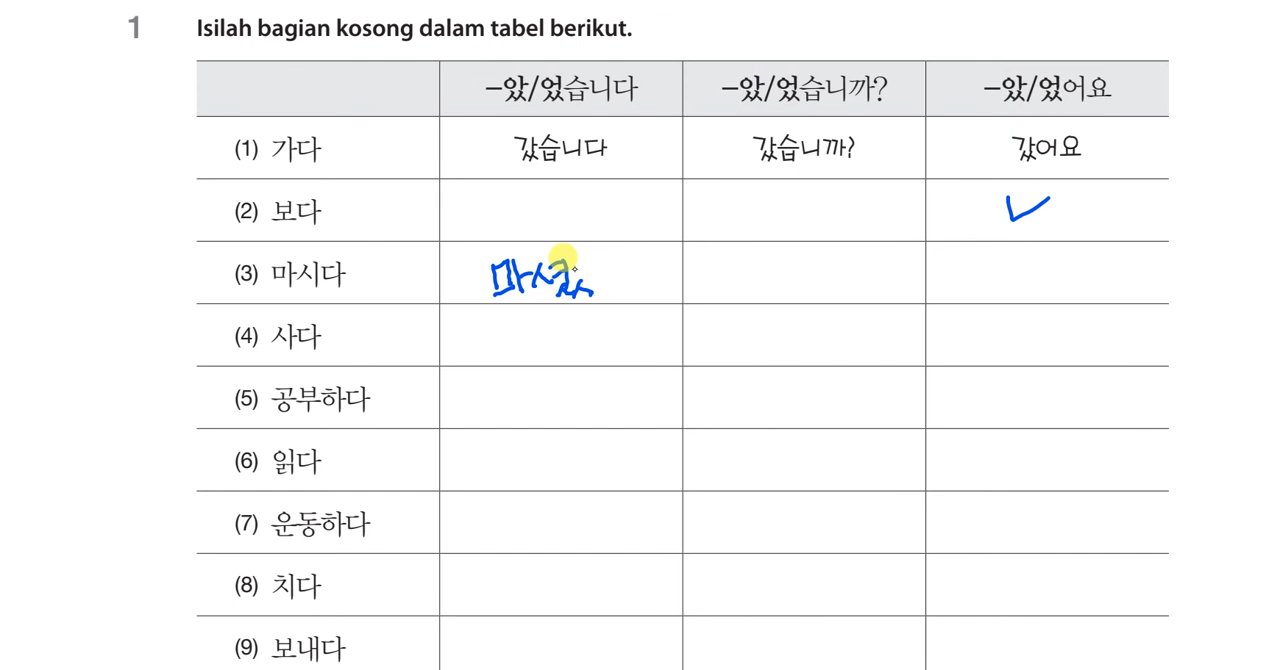 1 Isilah bagian kosong dalam tabel berikut.
–았/었습니다 –았/었습니까? –았/었어요
(1) 가다 갔습니다 갔습니까? 갔어요
(2) 보다
(3) 마시다
(4) 사다
(5) 공부하다
(6) 읽다
(7) 운동하다
(8) 치다
(9) 보내다